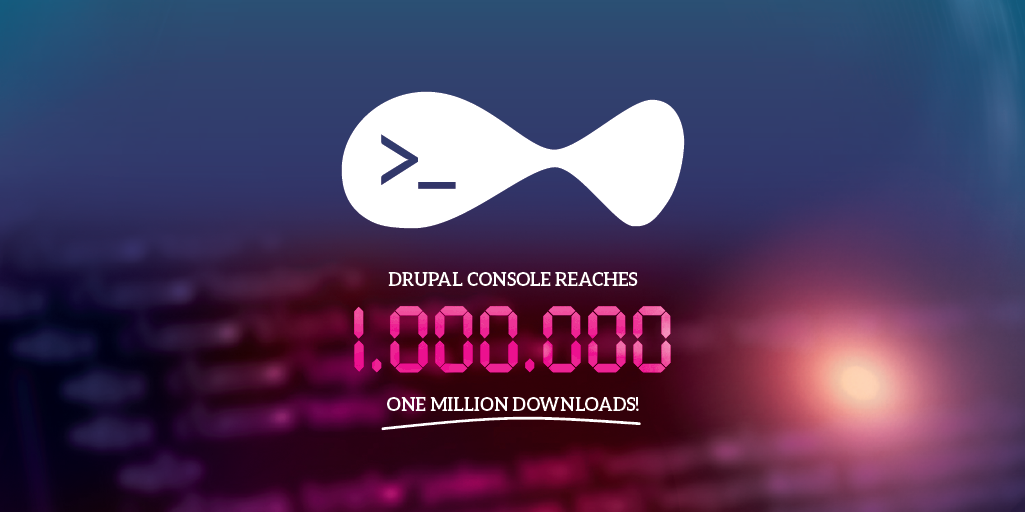 >_
DRUPAL CONSOLE REACHES
1.000.000
ONE MILLION DOWNLOADS!